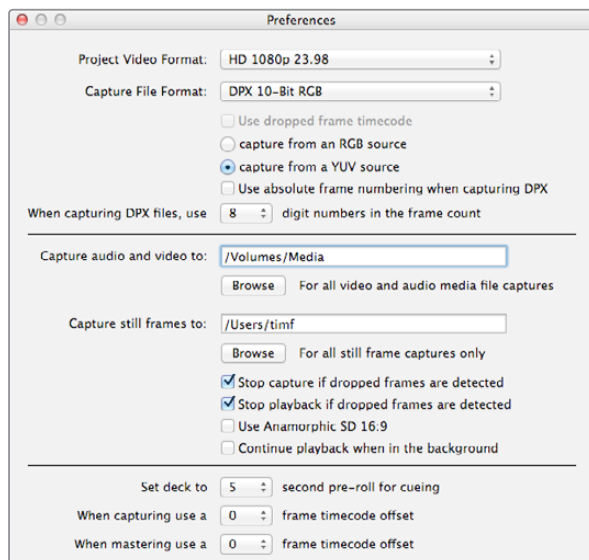 Preferences
Project Video Format: HD 1080p 23.98
Capture File Format: DPX 10-Bit RGB
Use dropped frame timecode
capture from an RGB source
capture from a YUV source
Use absolute frame numbering when capturing DPX
When capturing DPX files, use 8 digit numbers in the frame count
Capture audio and video to: /Volumes/Media
Browse For all video and audio media file captures
Capture still frames to: /Users/timf
Browse For all still frame captures only
Stop capture if dropped frames are detected
Stop playback if dropped frames are detected
Use Anamorphic SD 16:9
Continue playback when in the background
Set deck to 5 second pre-roll for cueing
When capturing use a 0 frame timecode offset
When mastering use a 0 frame timecode offset